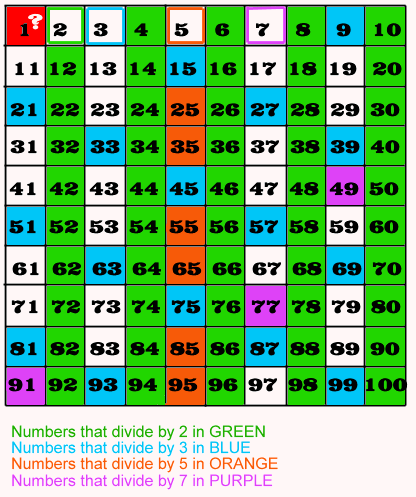 1? 2 3 4 5 6 7 8 9 10
11 12 13 14 15 16 17 18 19 20
21 22 23 24 25 26 27 28 29 30
31 32 33 34 35 36 37 38 39 40
41 42 43 44 45 46 47 48 49 50
51 52 53 54 55 56 57 58 59 60
61 62 63 64 65 66 67 68 69 70
71 72 73 74 75 76 77 78 79 80
81 82 83 84 85 86 87 88 89 90
91 92 93 94 95 96 97 98 99 100
Numbers that divide by 2 in GREEN
Numbers that divide by 3 in BLUE
Numbers that divide by 5 in ORANGE
Numbers that divide by 7 in PURPLE